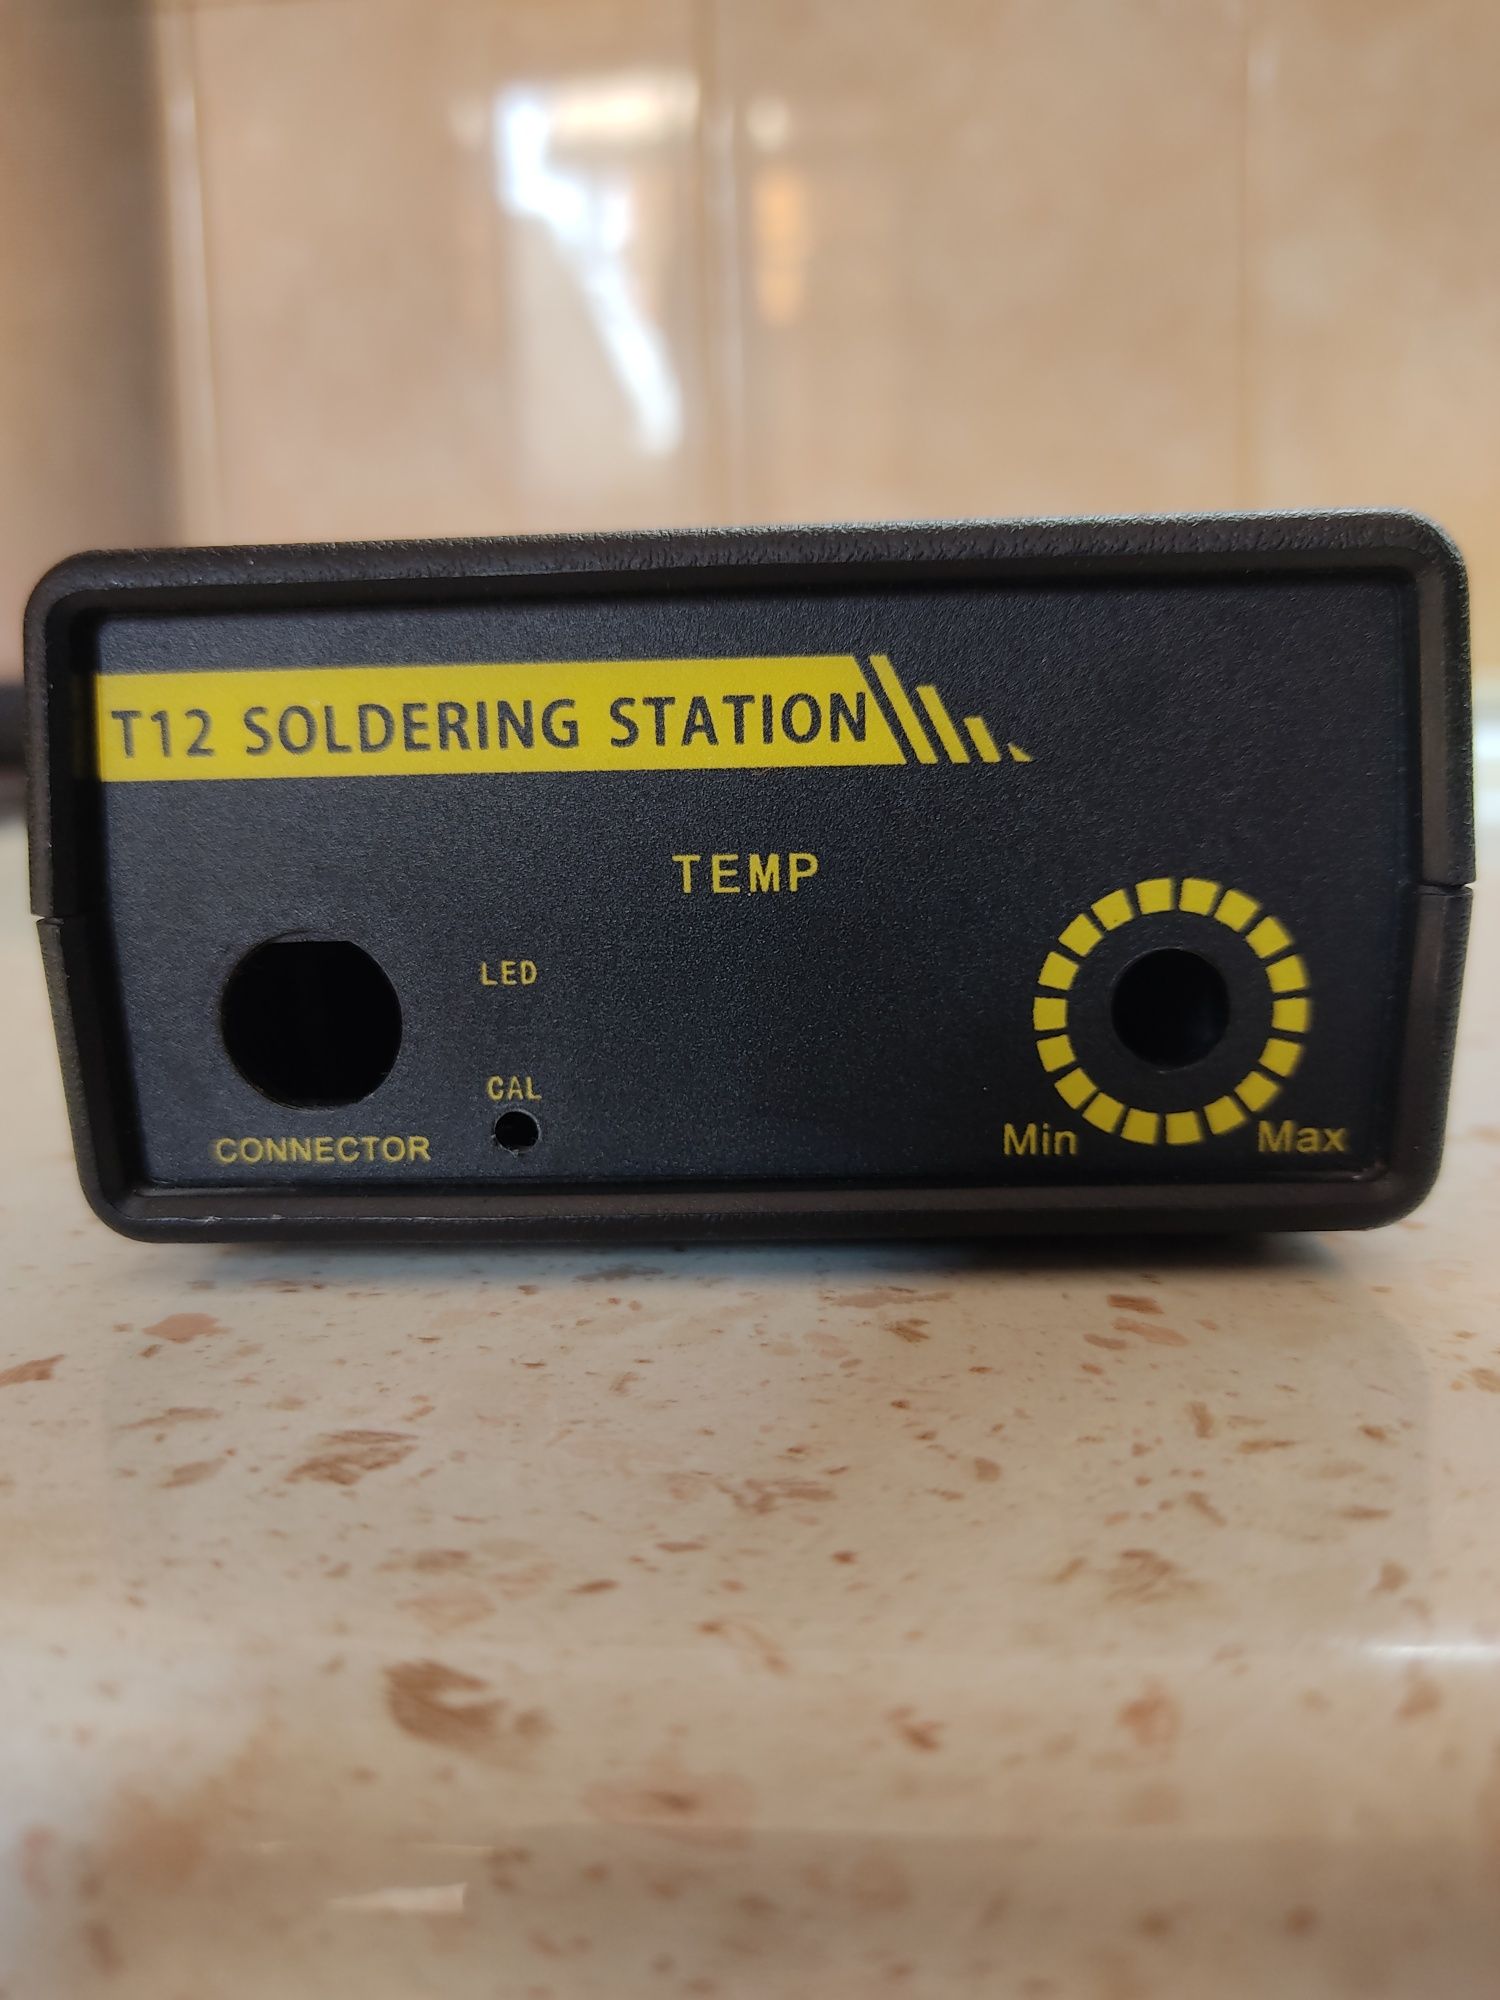 T12 SOLDERING STATION
TEMP
LED
CAL
CONNECTOR
Min
Max